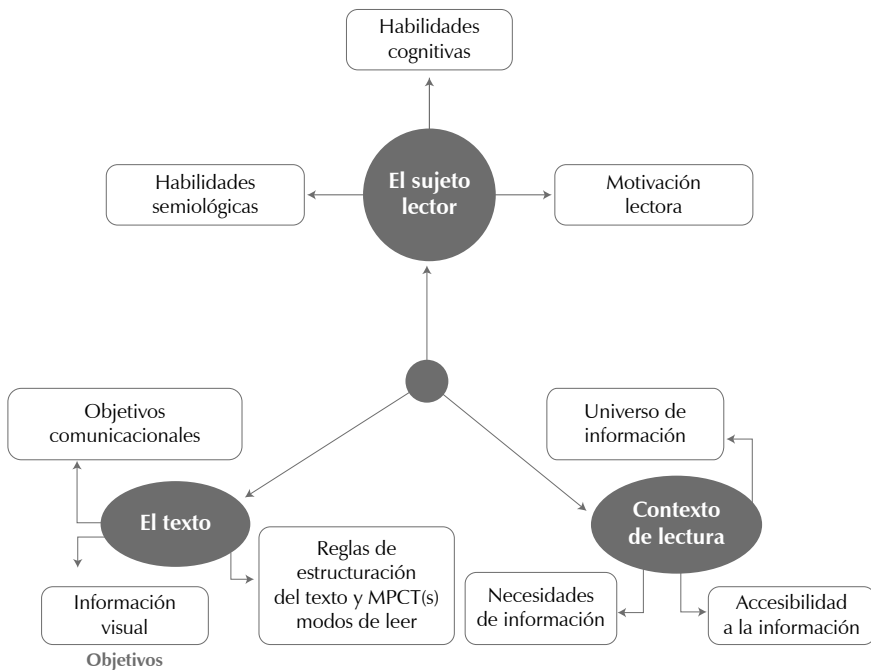 Habilidades
cognitivas
Habilidades
semiológicas
El sujeto
lector
Motivación
lectora
Objetivos
comunicacionales
Universo de
información
El texto
Contexto
de lectura
Reglas de
estructuración
del texto y MPCT(s)
modos de leer
Información
visual
Necesidades
de información
Accesibilidad
a la información
Objetivos